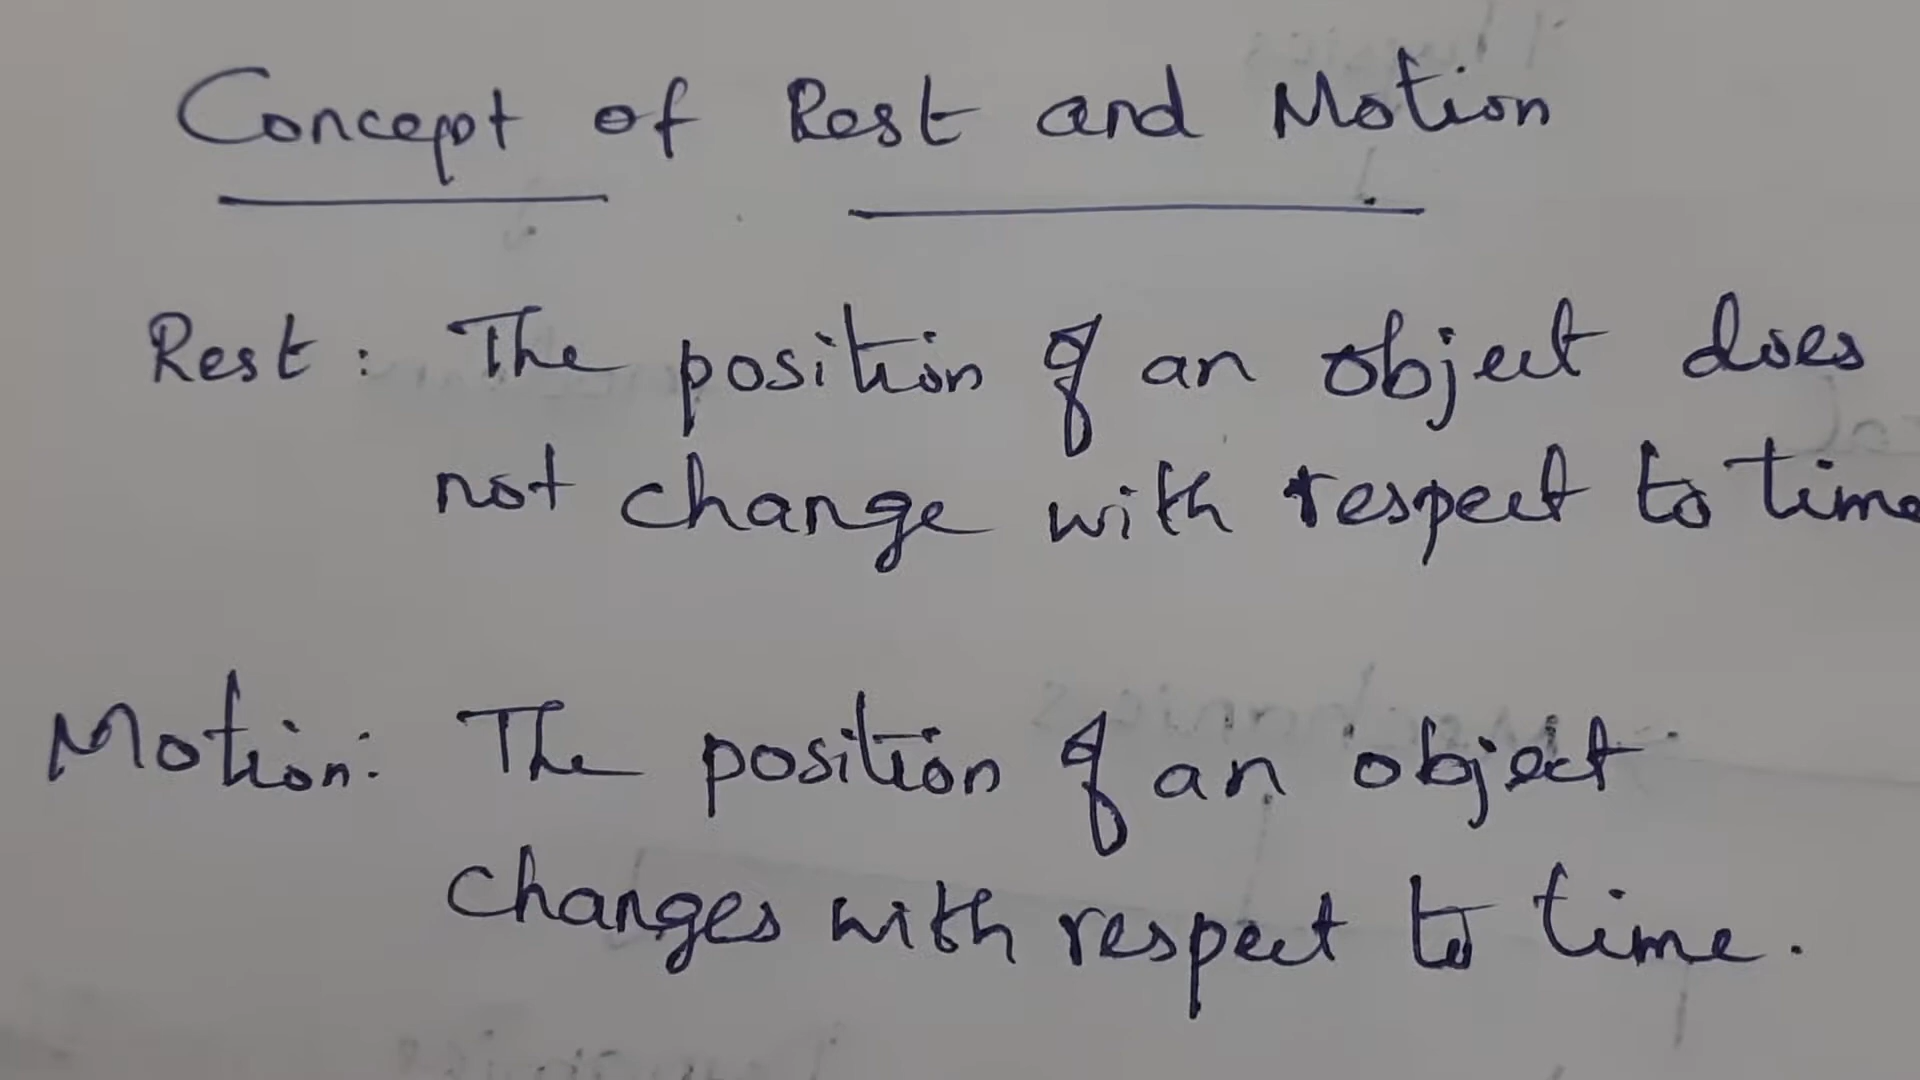 Concept of Rest and Motion
Rest : The position of an object does
not change with respect to time
Motion: The position of an object
changes with respect to time.